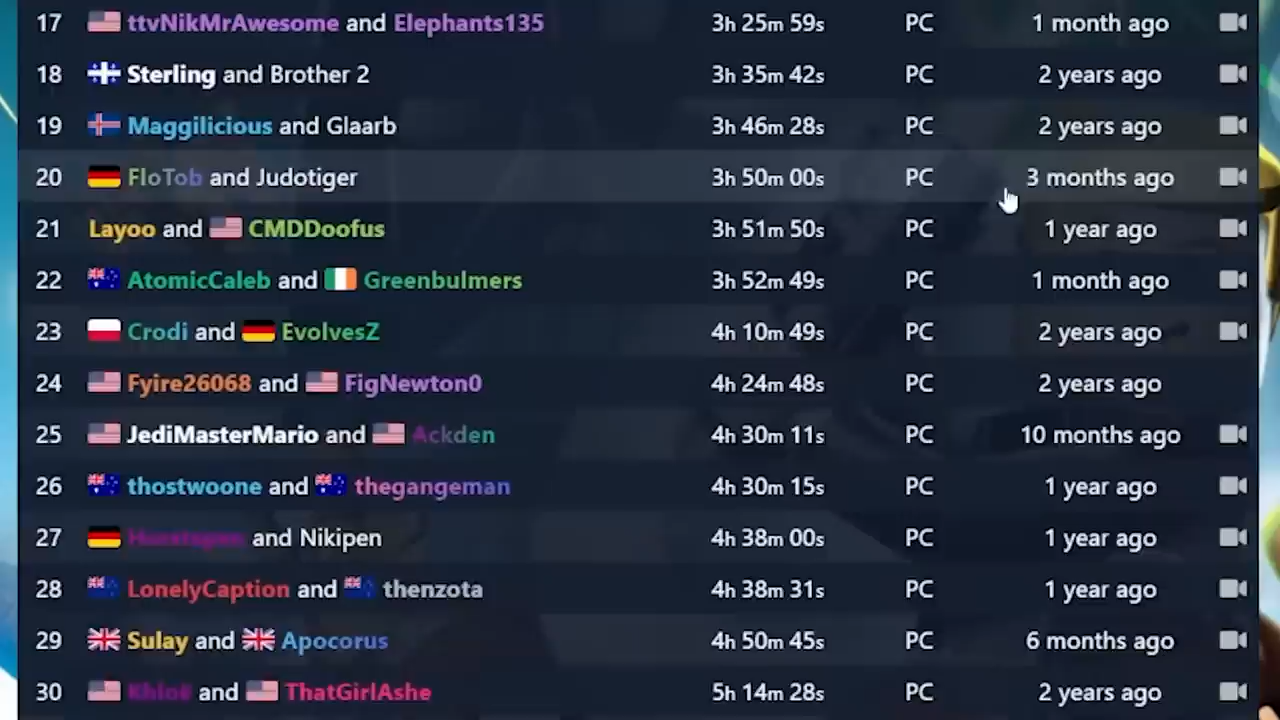 17 ttvNikMrAwesome and Elephants135 3h 25m 59s PC 1 month ago
18 Sterling and Brother 2 3h 35m 42s PC 2 years ago
19 Maggilicious and Glaarb 3h 46m 28s PC 2 years ago
20 FloTob and Judotiger 3h 50m 00s PC 3 months ago
21 Layoo and CMDDoofus 3h 51m 50s PC 1 year ago
22 AtomicCaleb and Greenbulmers 3h 52m 49s PC 1 month ago
23 Crodi and EvolvesZ 4h 10m 49s PC 2 years ago
24 Fyire26068 and FigNewton0 4h 24m 48s PC 2 years ago
25 JediMasterMario and Ackden 4h 30m 11s PC 10 months ago
26 thostwoone and thegangeman 4h 30m 15s PC 1 year ago
27 and Nikipen 4h 38m 00s PC 1 year ago
28 LonelyCaption and thenzota 4h 38m 31s PC 1 year ago
29 Sulay and Apocorus 4h 50m 45s PC 6 months ago
30 and ThatGirlAshe 5h 14m 28s PC 2 years ago